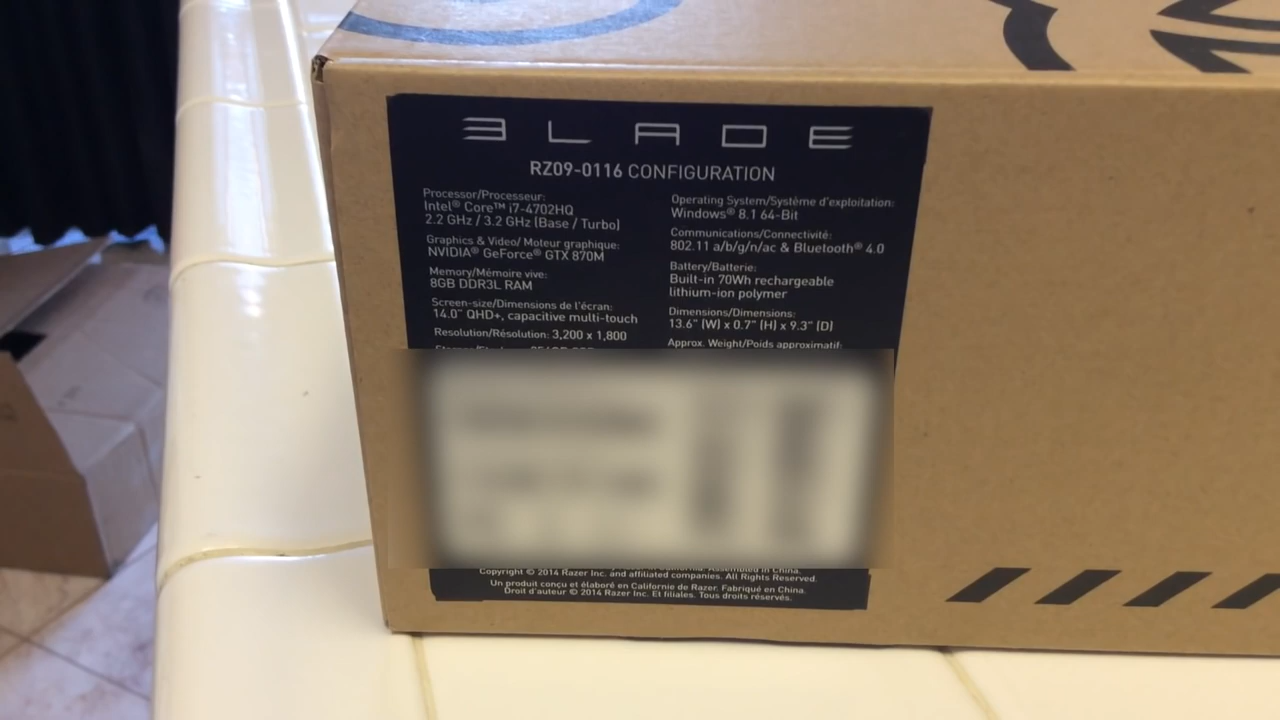 BLADE
RZ09-0116 CONFIGURATION
Processor/Processeur:
Intel® Core™ i7-4702HQ
2.2 GHz / 3.2 GHz (Base / Turbo)
Graphics & Video/ Moteur graphique:
NVIDIA® GeForce® GTX 870M
Memory/Mémoire vive:
8GB DDR3L RAM
Screen-size/Dimensions de l'écran:
14.0" QHD+, capacitive multi-touch
Resolution/Résolution: 3,200 x 1,800
Operating System/Système d'exploitation:
Windows® 8.1 64-Bit
Communications/Connectivité:
802.11 a/b/g/n/ac & Bluetooth® 4.0
Battery/Batterie:
Built-in 70Wh rechargeable
lithium-ion polymer
Dimensions/Dimensions:
13.6" (W) x 0.7" (H) x 9.3" (D)
Approx. Weight/Poids approximatif:
Assembled in China.
Copyright © 2014 Razer Inc. and affiliated companies. All Rights Reserved.
Un produit conçu et élaboré en Californie de Razer. Fabriqué en China.
Droit d'auteur © 2014 Razer Inc. Et filiales. Tous droits réservés.